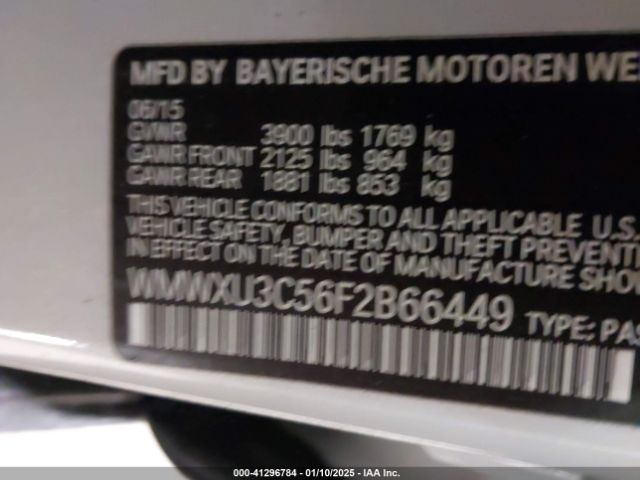 MFD BY BAYERISCHE MOTOREN WE
06/15
GVWR 3900 lbs 1769 kg
GAWR FRONT 2125 lbs 964 kg
GAWR REAR 1881 lbs 853 kg
THIS VEHICLE CONFORMS TO ALL APPLICABLE U.S.
VEHICLE SAFETY, BUMPER AND THEFT PREVENTI
IN EFFECT ON THE DATE OF MANUFACTURE SHOW
WMWXU3C56F2B66449 TYPE: PAS
000-41296784 - 01/10/2025 - IAA Inc.